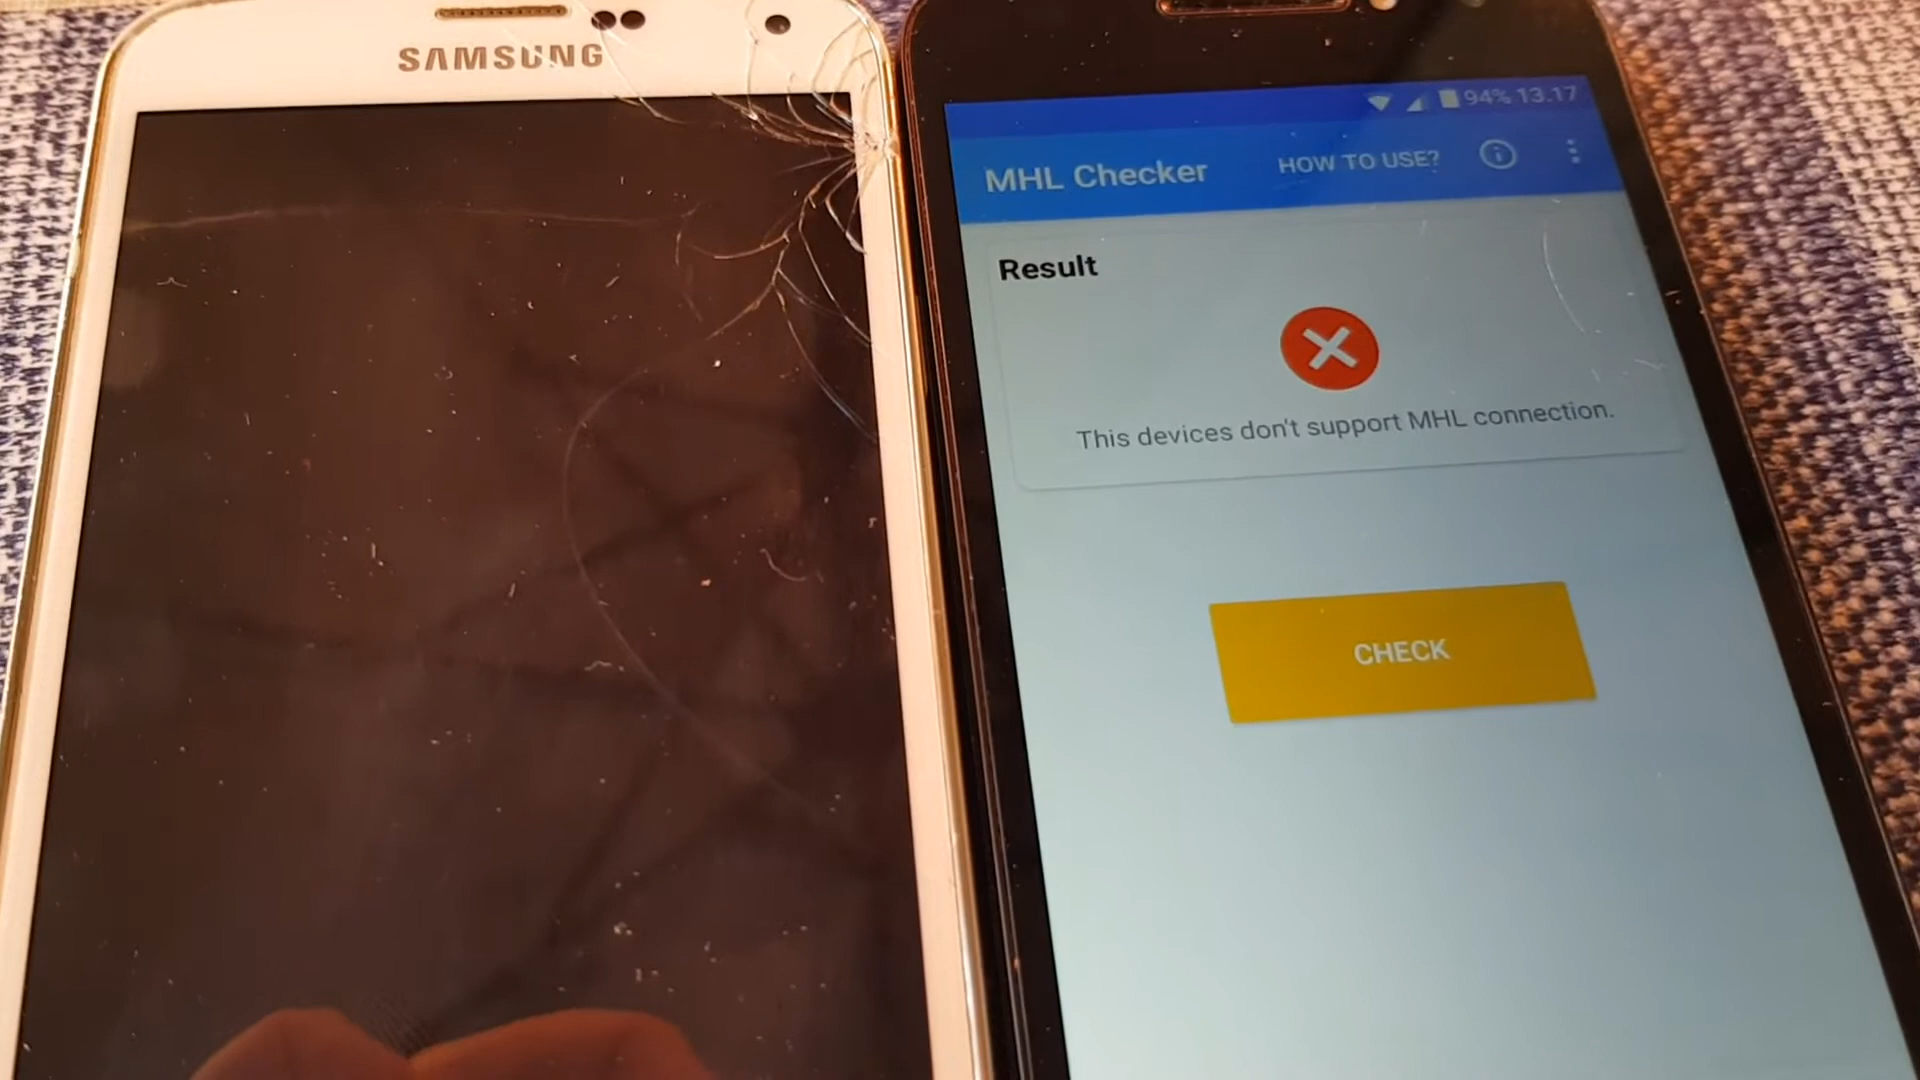 SAMSUNG
94% 13.17
MHL Checker
HOW TO USE?
Result
This devices don't support MHL connection.
CHECK